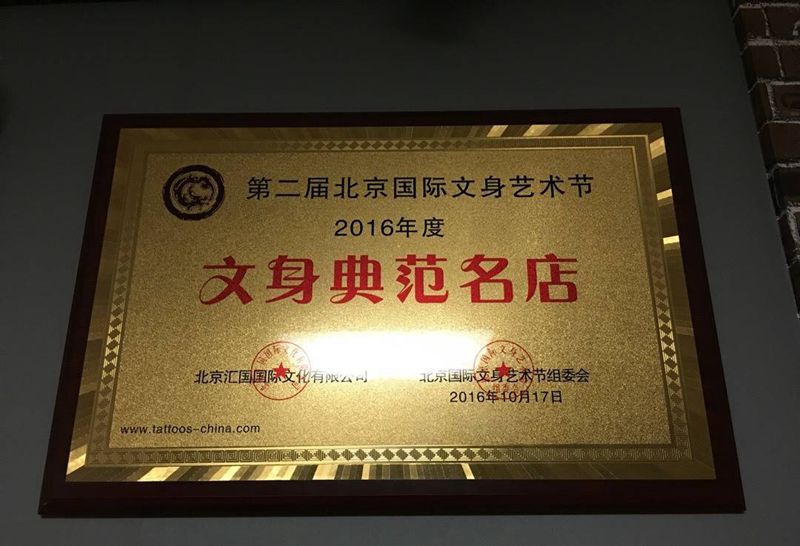 第二届北京国际文身艺术节
2016年度
文身典范名店
北京汇国国际文化有限公司
北京国际文身艺术节组委会
2016年10月17日
www.tattoos-china.com